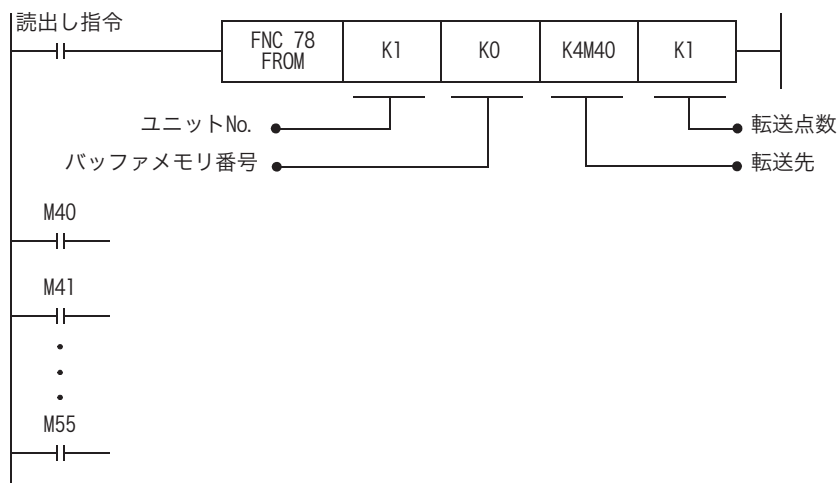 読出し指令
FNC 78
FROM
K1
K0
K4M40
K1
ユニットNo.
転送点数
バッファメモリ番号
転送先
M40
M41
M55